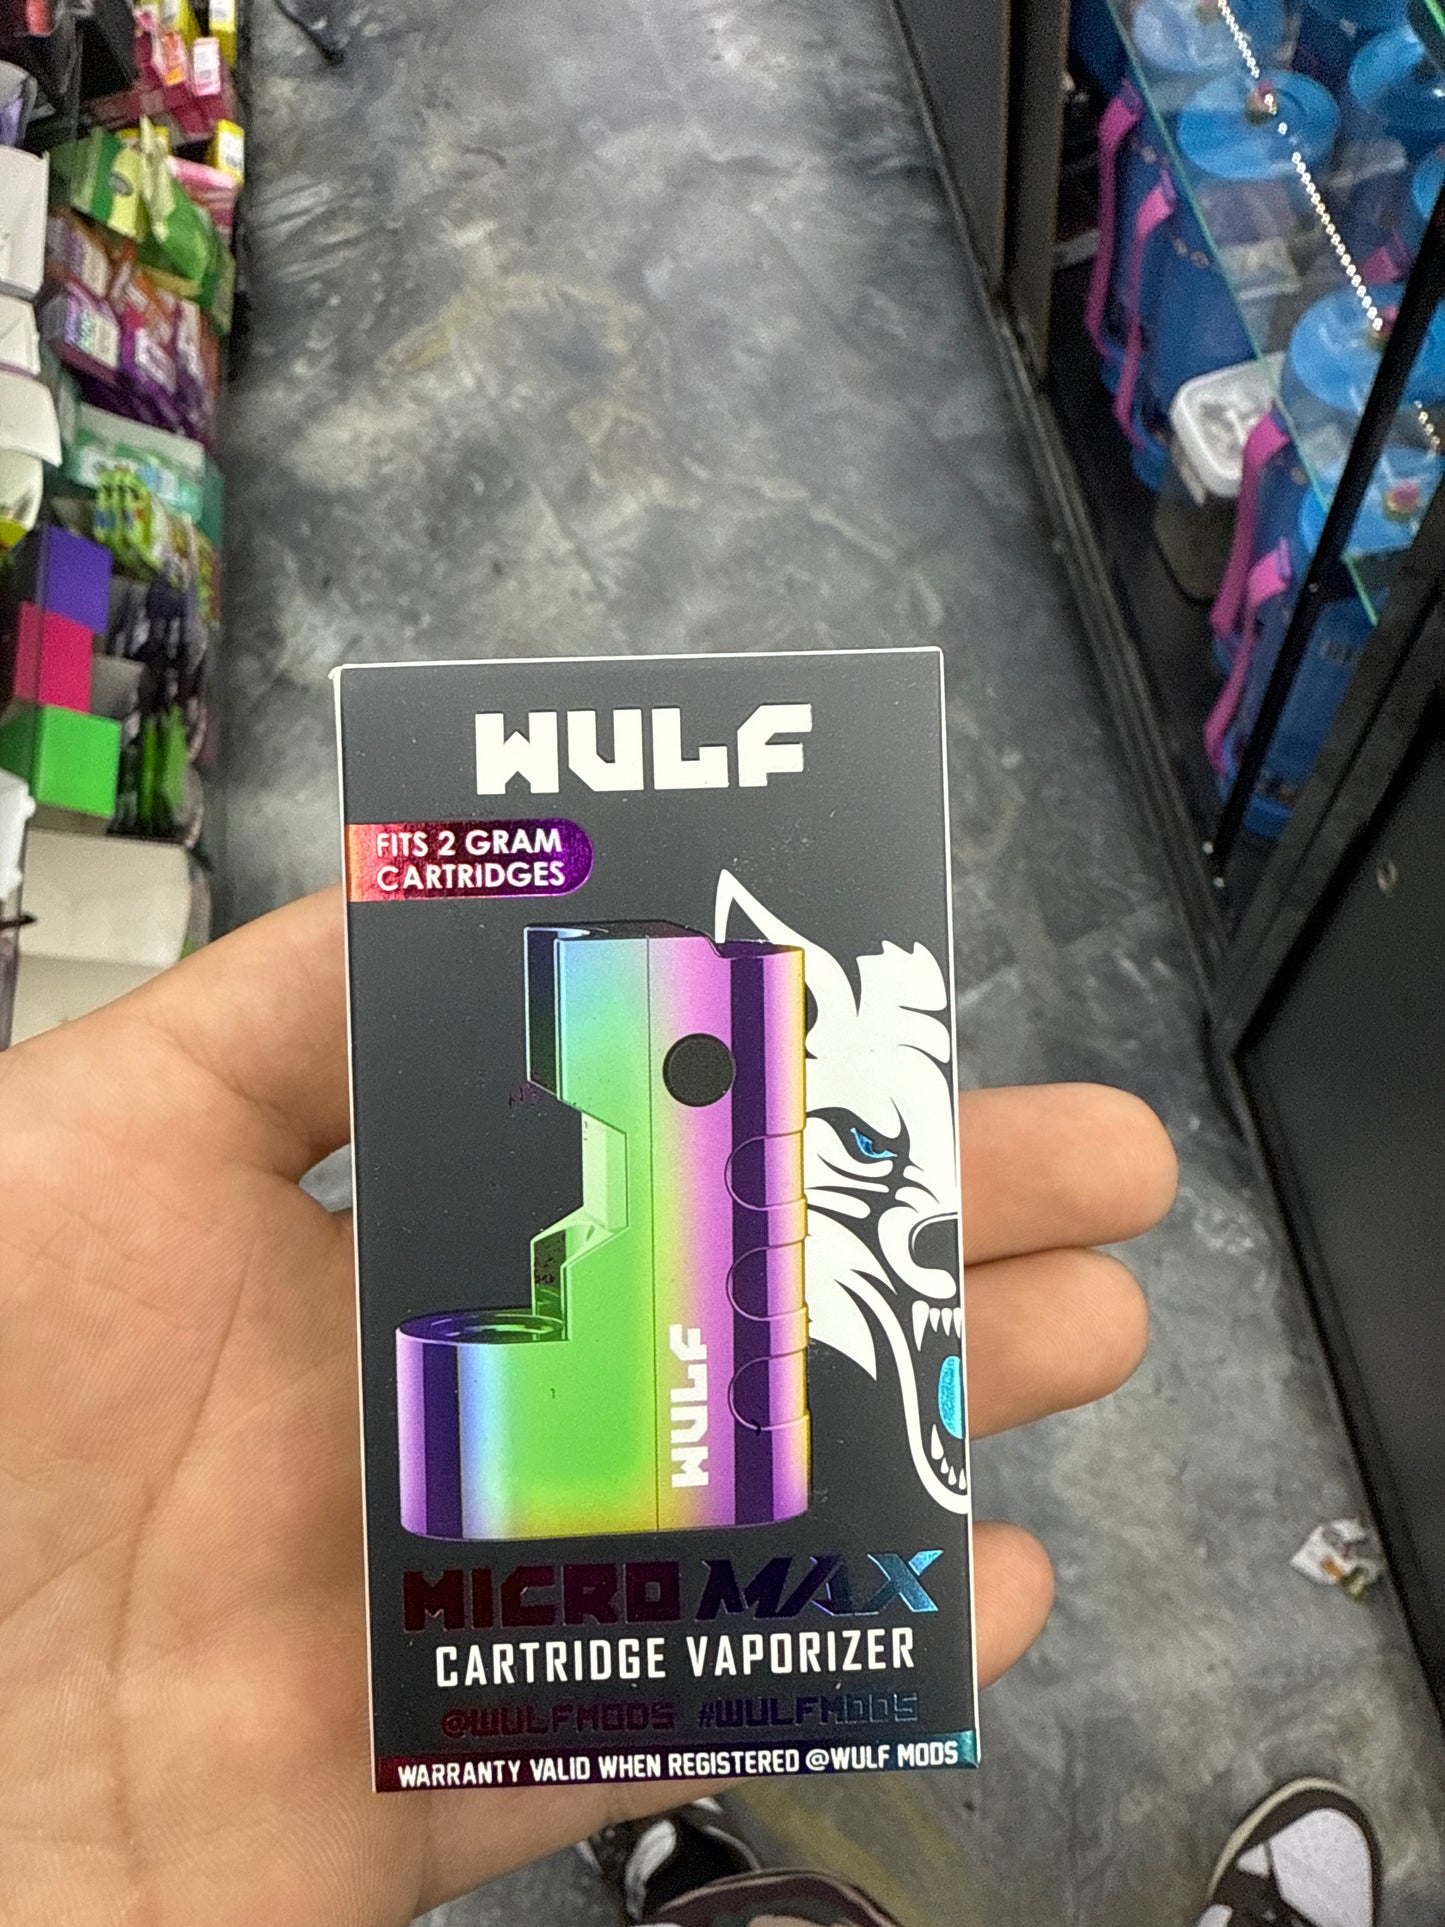 WULF
FITS 2 GRAM
CARTRIDGES
WULF
MICRO MAX
CARTRIDGE VAPORIZER
@WULFMODS #WULFMODS
WARRANTY VALID WHEN REGISTERED @WULF MODS